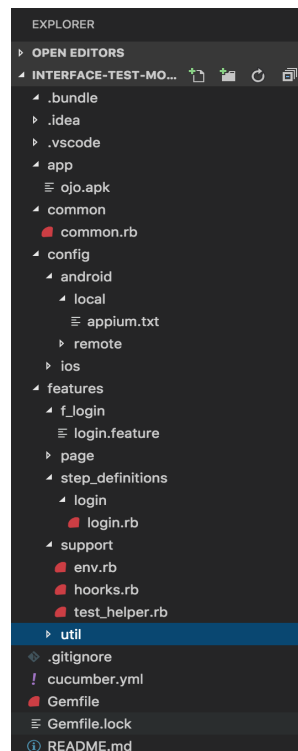 EXPLORER
OPEN EDITORS
INTERFACE-TEST-MO...
.bundle
.idea
.vscode
app
ojo.apk
common
common.rb
config
android
local
appium.txt
remote
ios
features
f_login
login.feature
page
step_definitions
login
login.rb
support
env.rb
hoorks.rb
test_helper.rb
util
.gitignore
cucumber.yml
Gemfile
Gemfile.lock
README.md